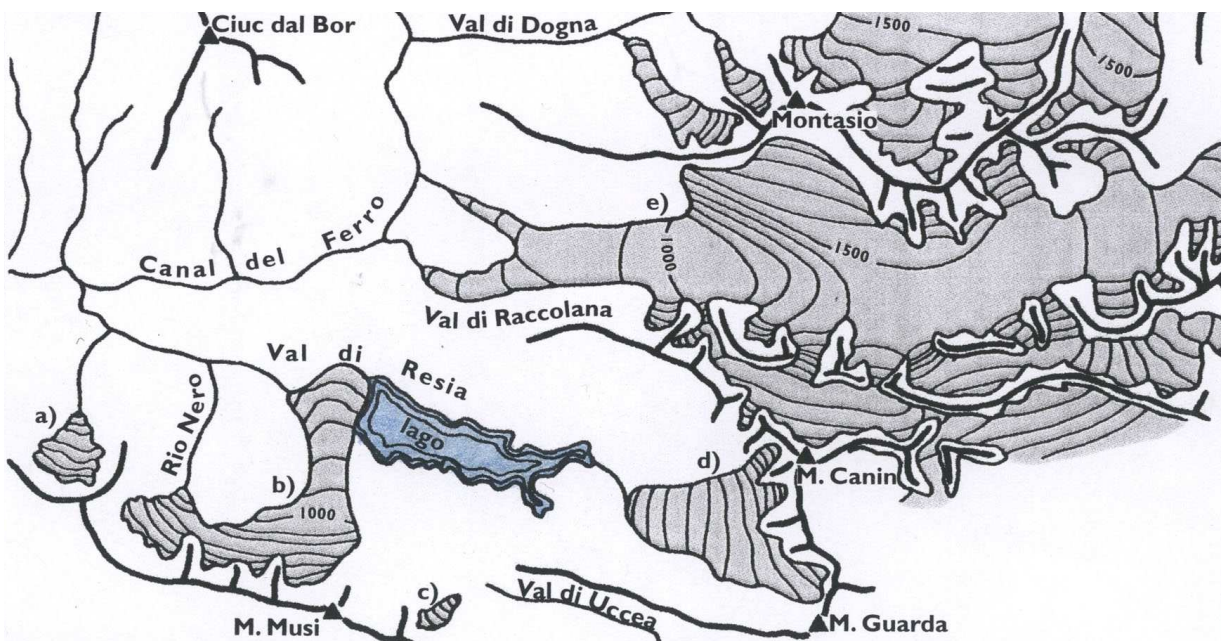 Ciuc dal Bor
Val di Dogna
1500
1500
Montasio
e)
Canal del Ferro
1000
1500
Val di Raccolana
Val di Resia
a)
Rio Nero
lago
b)
d)
M. Canin
1000
c)
Val di Uccea
M. Musi
M. Guarda